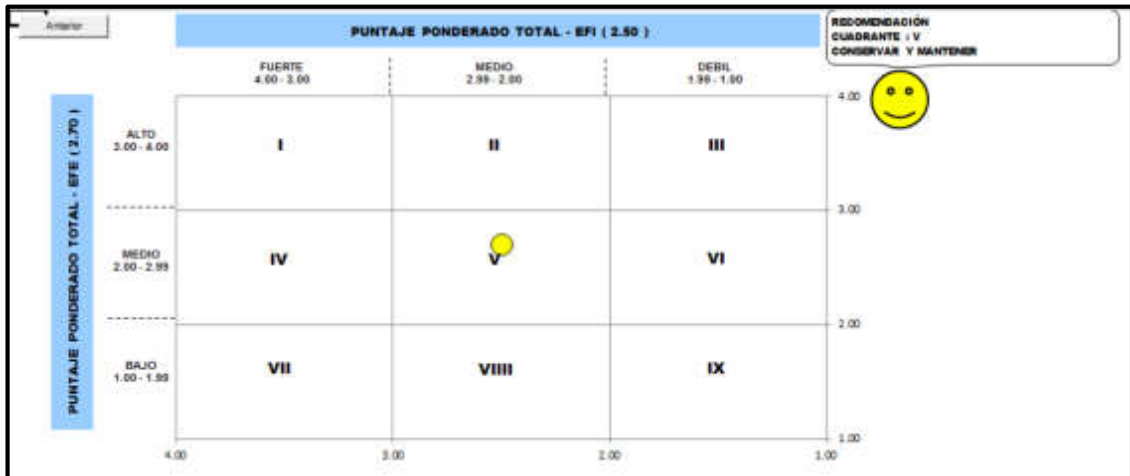 Anterior
PUNTAJE PONDERADO TOTAL - EFI ( 2.50 )
RECOMENDACIÓN
CUADRANTE : V
CONSERVAR Y MANTENER
FUERTE
4.00 - 3.00
MEDIO
2.99 - 2.00
DEBIL
1.99 - 1.00
PUNTAJE PONDERADO TOTAL - EFE ( 2.70 )
ALTO
3.00 - 4.00
I
II
III
4.00
3.00
MEDIO
2.00 - 2.99
IV
V
VI
2.00
BAJO
1.00 - 1.99
VII
VIIII
IX
1.00
4.00
3.00
2.00
1.00